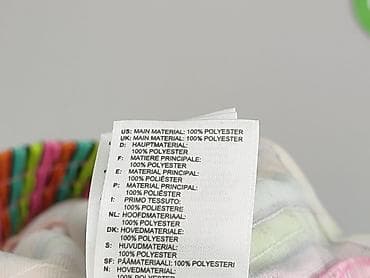 US: MAIN MATERIAL: 100% POLYESTER
UK: MAIN MATERIAL: 100% POLYESTER
D: HAUPTMATERIAL:
100% POLYESTER
F: MATIERE PRINCIPALE:
100% POLYESTER
E: MATERIAL PRINCIPAL:
100% POLIÉSTER
P: MATERIAL PRINCIPAL:
100% POLIÉSTER
I: PRIMO TESSUTO:
100% POLIESTERE
NL: HOOFDMATERIAAL:
100% POLYESTER
DK: HOVEDMATERIALE:
100% POLYESTER
S: HUVUDMATERIAL:
100% POLYESTER
SF: PÄÄMATERIAALI: 100% POLYESTERI
N: HOVEDMATERIAL:
100% POLYESTER